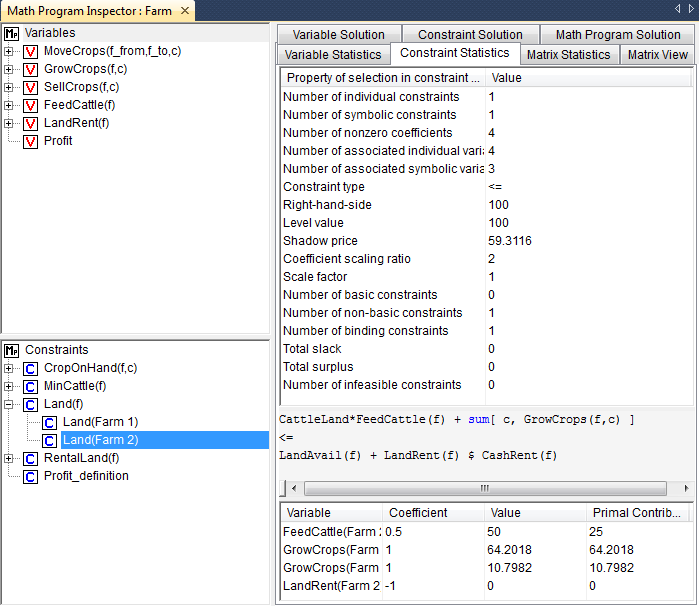 Math Program Inspector : Farm
Variables
MoveCrops(f_from,f_to,c)
GrowCrops(f,c)
SellCrops(f,c)
FeedCattle(f)
LandRent(f)
Profit
Constraints
CropOnHand(f,c)
MinCattle(f)
Land(f)
Land(Farm 1)
Land(Farm 2)
RentalLand(f)
Profit_definition
Variable Solution Constraint Solution Math Program Solution
Variable Statistics Constraint Statistics Matrix Statistics Matrix View
Property of selection in constraint ... Value
Number of individual constraints 1
Number of symbolic constraints 1
Number of nonzero coefficients 4
Number of associated individual varia 4
Number of associated symbolic varia 3
Constraint type <=
Right-hand-side 100
Level value 100
Shadow price 59.3116
Coefficient scaling ratio 2
Scale factor 1
Number of basic constraints 0
Number of non-basic constraints 1
Number of binding constraints 1
Total slack 0
Total surplus 0
Number of infeasible constraints 0
CattleLand*FeedCattle(f) + sum[ c, GrowCrops(f,c) ]
<=
LandAvail(f) + LandRent(f) $ CashRent(f)
Variable Coefficient Value Primal Contrib...
FeedCattle(Farm 2 0.5 50 25
GrowCrops(Farm 1 64.2018 64.2018
GrowCrops(Farm 1 10.7982 10.7982
LandRent(Farm 2 -1 0 0